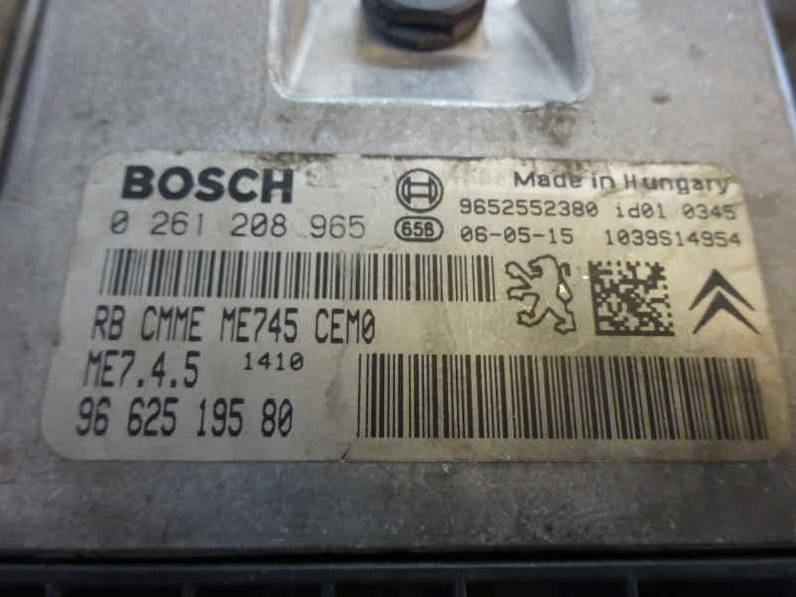 BOSCH
Made in Hungary
0 261 208 965
9652552380 id01 0345
658
06-05-15 1039S14954
RB CMME ME745 CEM0
ME7.4.5 1410
96 625 195 80